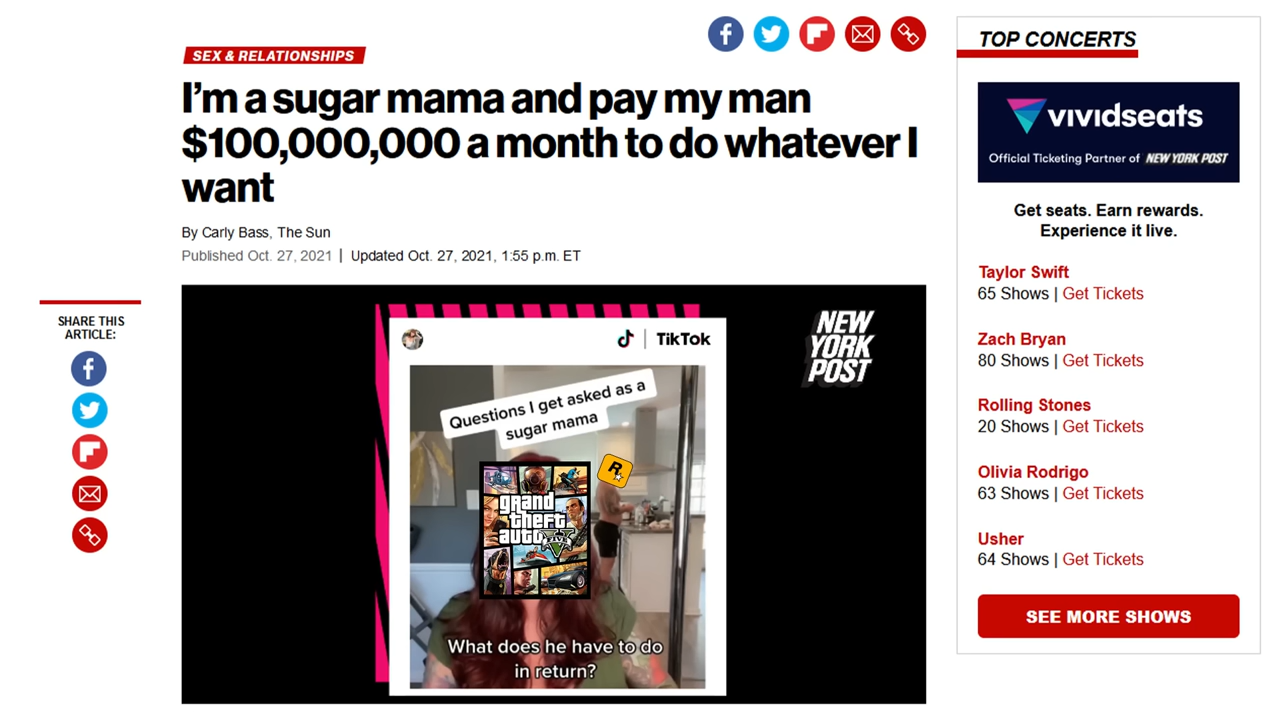 SEX & RELATIONSHIPS
I'm a sugar mama and pay my man
$100,000,000 a month to do whatever I
want
By Carly Bass, The Sun
Published Oct. 27, 2021 | Updated Oct. 27, 2021, 1:55 p.m. ET
SHARE THIS
ARTICLE:
NEW
YORK
POST
TikTok
Questions I get asked as a
sugar mama
R
grand
theft
auto
FIVE
What does he have to do
in return?
TOP CONCERTS
vividseats
Official Ticketing Partner of NEW YORK POST
Get seats. Earn rewards.
Experience it live.
Taylor Swift
65 Shows | Get Tickets
Zach Bryan
80 Shows | Get Tickets
Rolling Stones
20 Shows | Get Tickets
Olivia Rodrigo
63 Shows | Get Tickets
Usher
64 Shows | Get Tickets
SEE MORE SHOWS